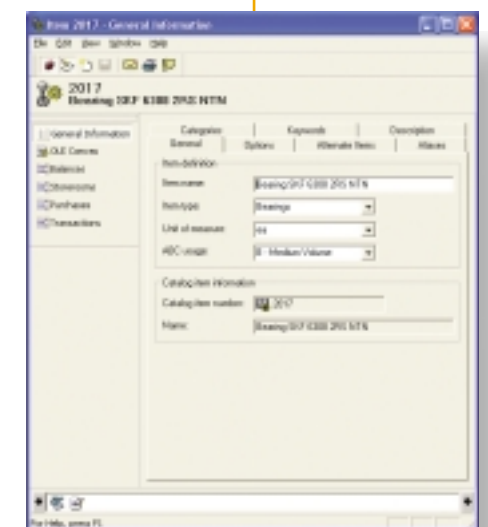 Item 2017 - General Information
File Edit View Window Help
2017
Bearing SKF 6308 2RS NTN
General Information
OLE Canvas
Balances
Storerooms
Purchases
Transactions
Categories Keywords Description
General Options Alternate Items Aliases
Item definition
Item name: Bearing SKF 6308 2RS NTN
Item type: Bearings
Unit of measure: ea
ABC usage: B - Medium Volume
Catalog item information
Catalog item number: 2017
Name: Bearing SKF 6308 2RS NTN
For Help, press F1.